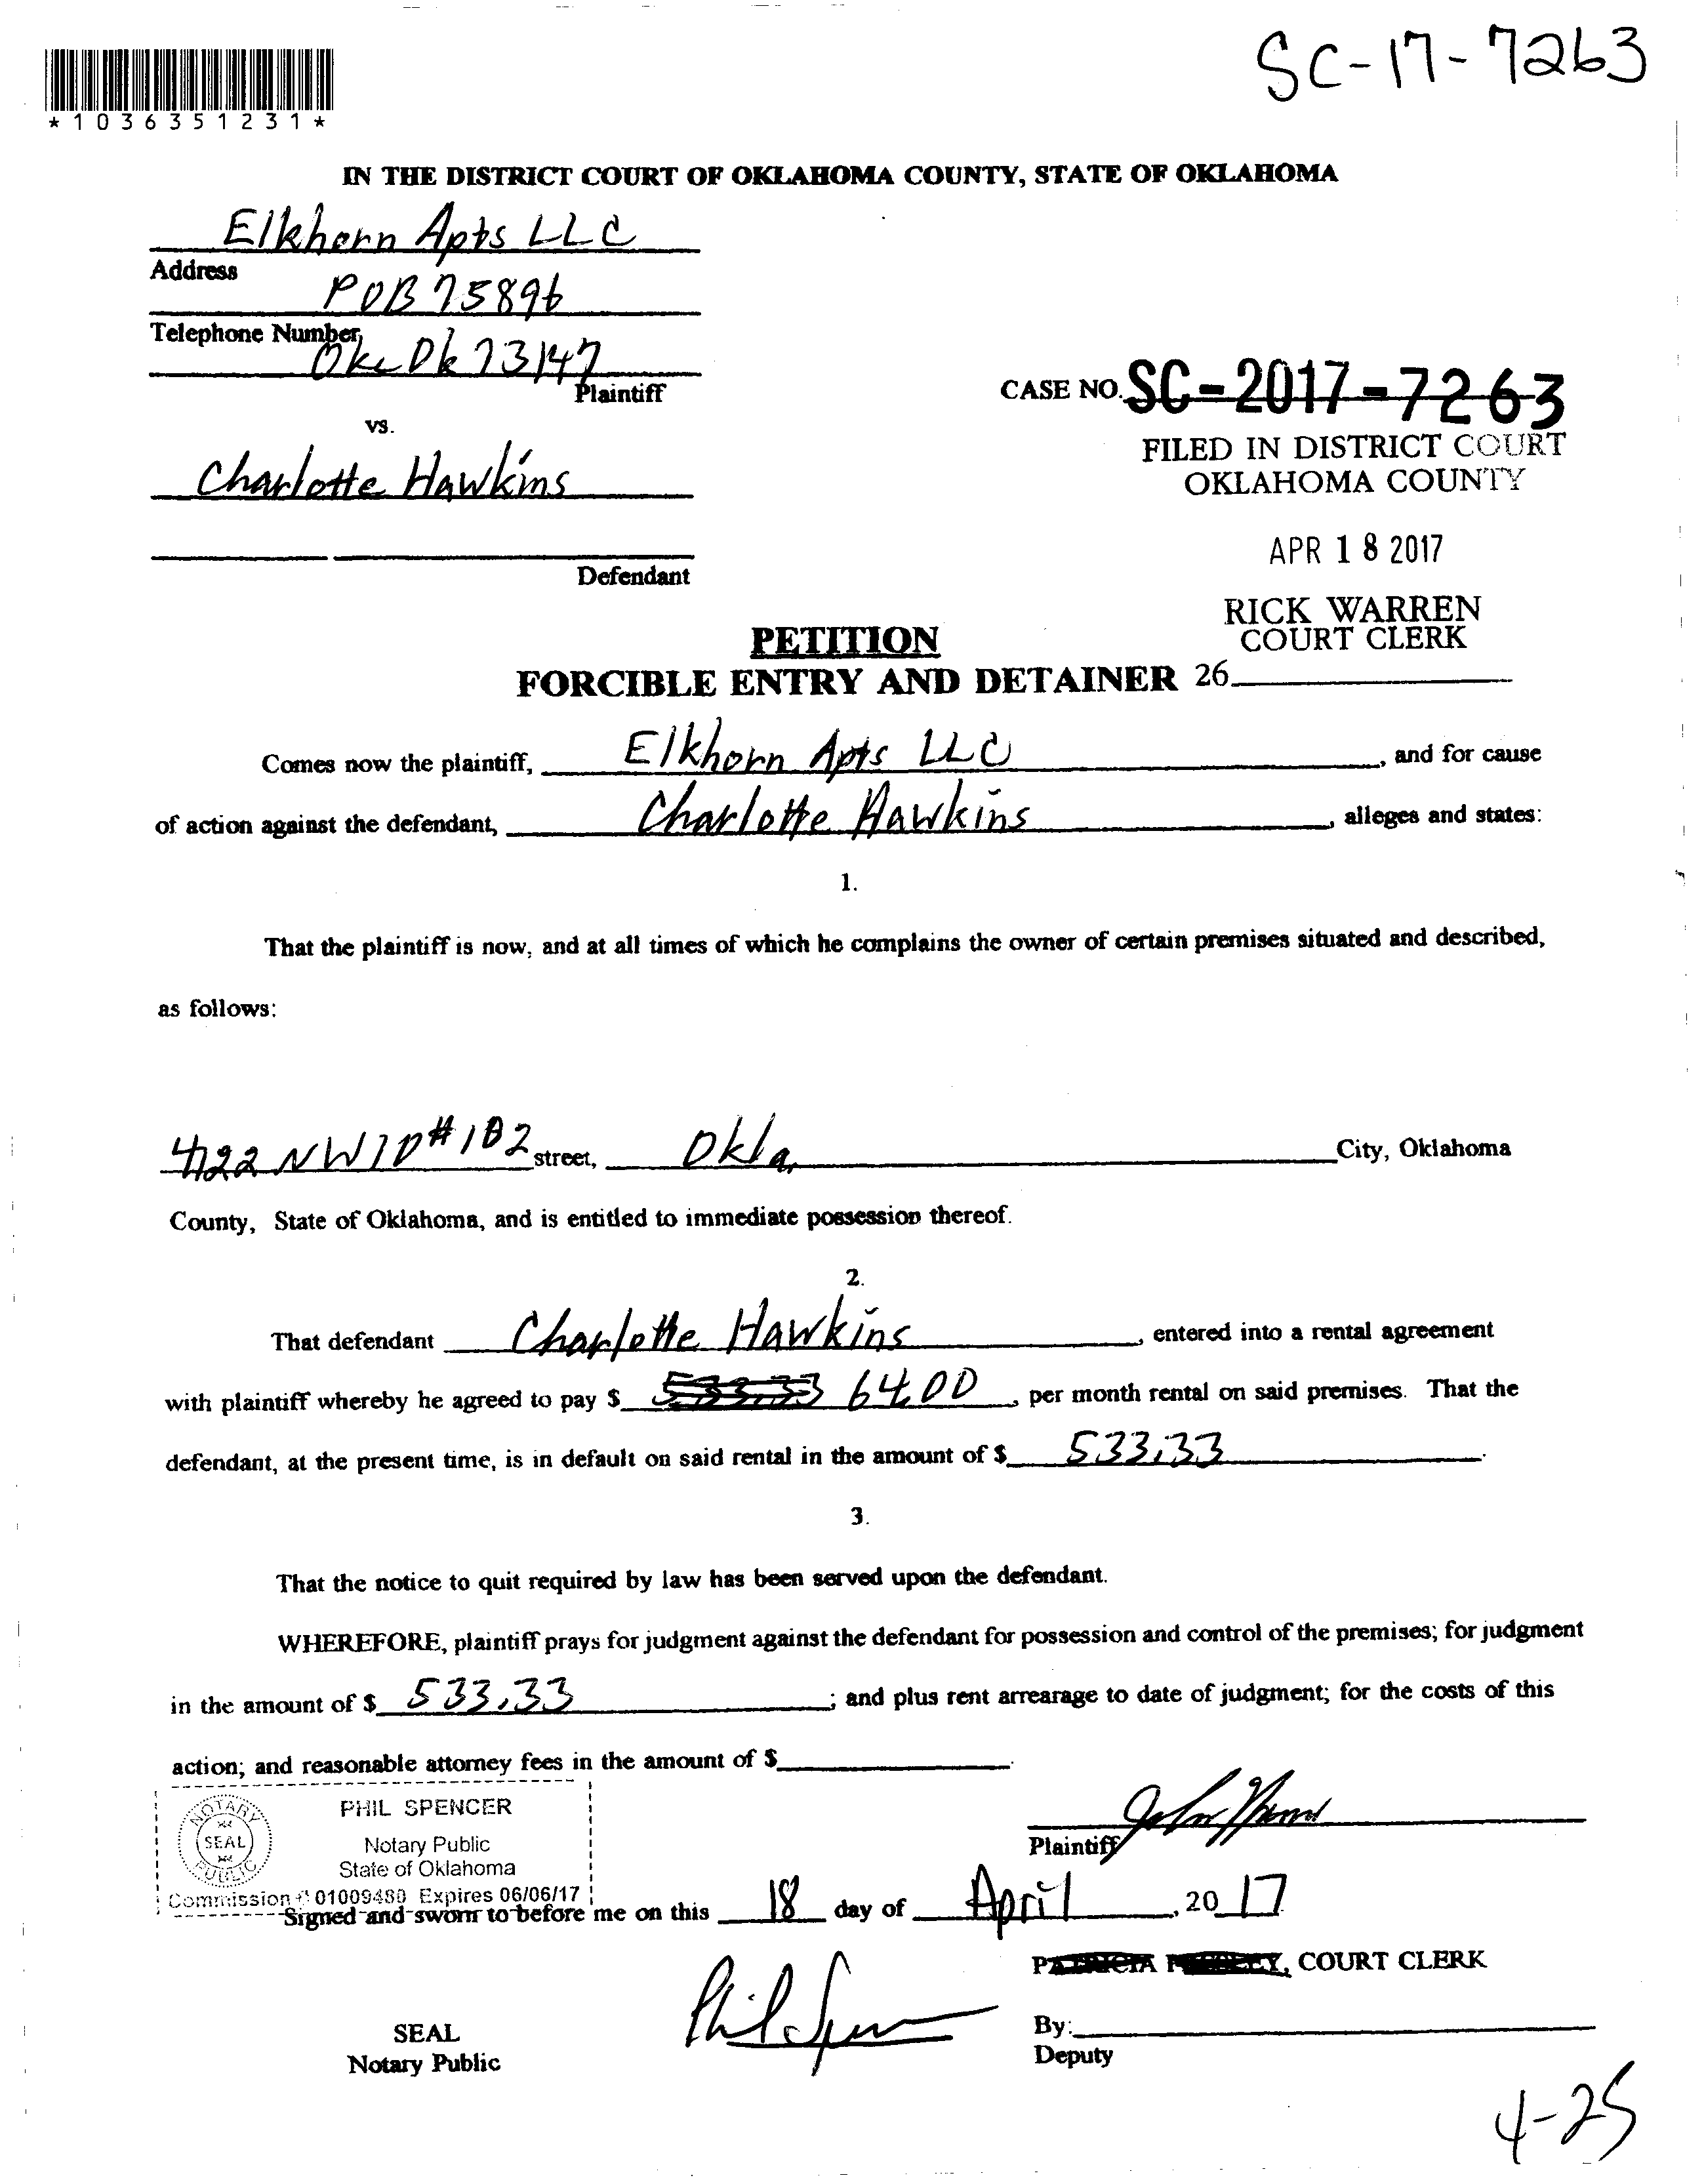 SC-17-7263
*1036351231*
IN THE DISTRICT COURT OF OKLAHOMA COUNTY, STATE OF OKLAHOMA
Elkhorn Apts LLC
Address
POB 75896
Telephone Number
Okc Ok 73147
Plaintiff
CASE NO. SC-2017-7263
vs.
FILED IN DISTRICT COURT
OKLAHOMA COUNTY
Charlotte Hawkins
APR 18 2017
Defendant
RICK WARREN
COURT CLERK
PETITION
FORCIBLE ENTRY AND DETAINER 26
Comes now the plaintiff, Elkhorn Apts LLC, and for cause
of action against the defendant, Charlotte Hawkins, alleges and states:
1.
That the plaintiff is now, and at all times of which he complains the owner of certain premises situated and described,
as follows:
4122 NW 10 #102 street, Okla. City, Oklahoma
County, State of Oklahoma, and is entitled to immediate possession thereof.
2.
That defendant Charlotte Hawkins, entered into a rental agreement
with plaintiff whereby he agreed to pay $ 533.33 64.00, per month rental on said premises. That the
defendant, at the present time, is in default on said rental in the amount of $ 533.33.
3.
That the notice to quit required by law has been served upon the defendant.
WHEREFORE, plaintiff prays for judgment against the defendant for possession and control of the premises; for judgment
in the amount of $ 533.33; and plus rent arrearage to date of judgment; for the costs of this
action; and reasonable attorney fees in the amount of $.
NOTARY
SEAL
PUBLIC
PHIL SPENCER
Notary Public
State of Oklahoma
Commission # 01009480 Expires 06/06/17
John
Plaintiff
Signed and sworn to before me on this 18 day of April, 2017
COURT CLERK
Phil Spencer
By:
Deputy
SEAL
Notary Public
4-25